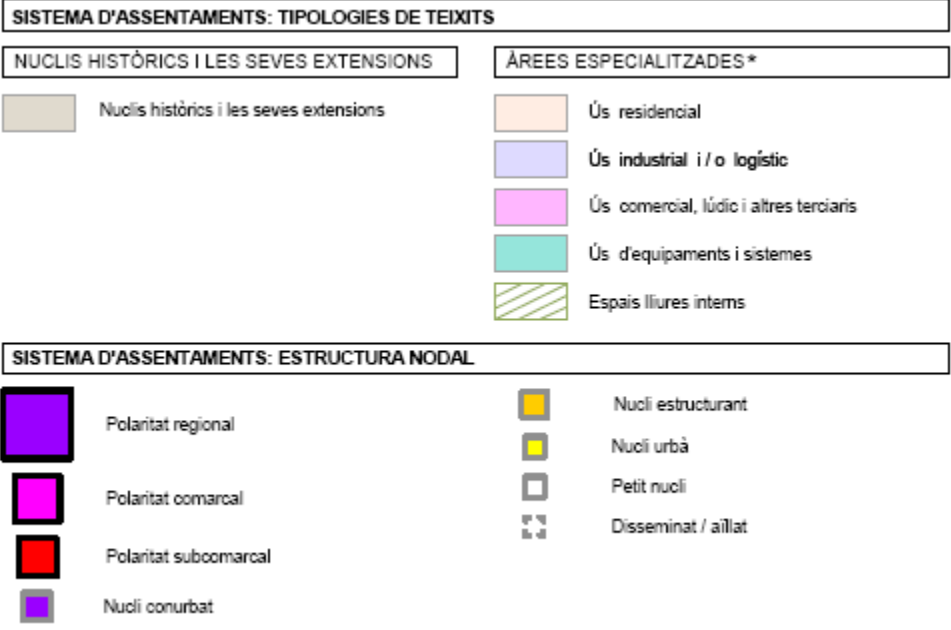 SISTEMA D'ASSENTAMENTS: TIPOLOGIES DE TEIXITS
NUCLIS HISTÒRICS I LES SEVES EXTENSIONS
Nuclis històrics i les seves extensions
ÀREES ESPECIALITZADES*
Ús residencial
Ús industrial i / o logístic
Ús comercial, lúdic i altres terciaris
Ús d'equipaments i sistemes
Espais lliures interns
SISTEMA D'ASSENTAMENTS: ESTRUCTURA NODAL
Polaritat regional
Polaritat comarcal
Polaritat subcomarcal
Nucli conurbat
Nucli estructurant
Nucli urbà
Petit nucli
Disseminat / aïllat